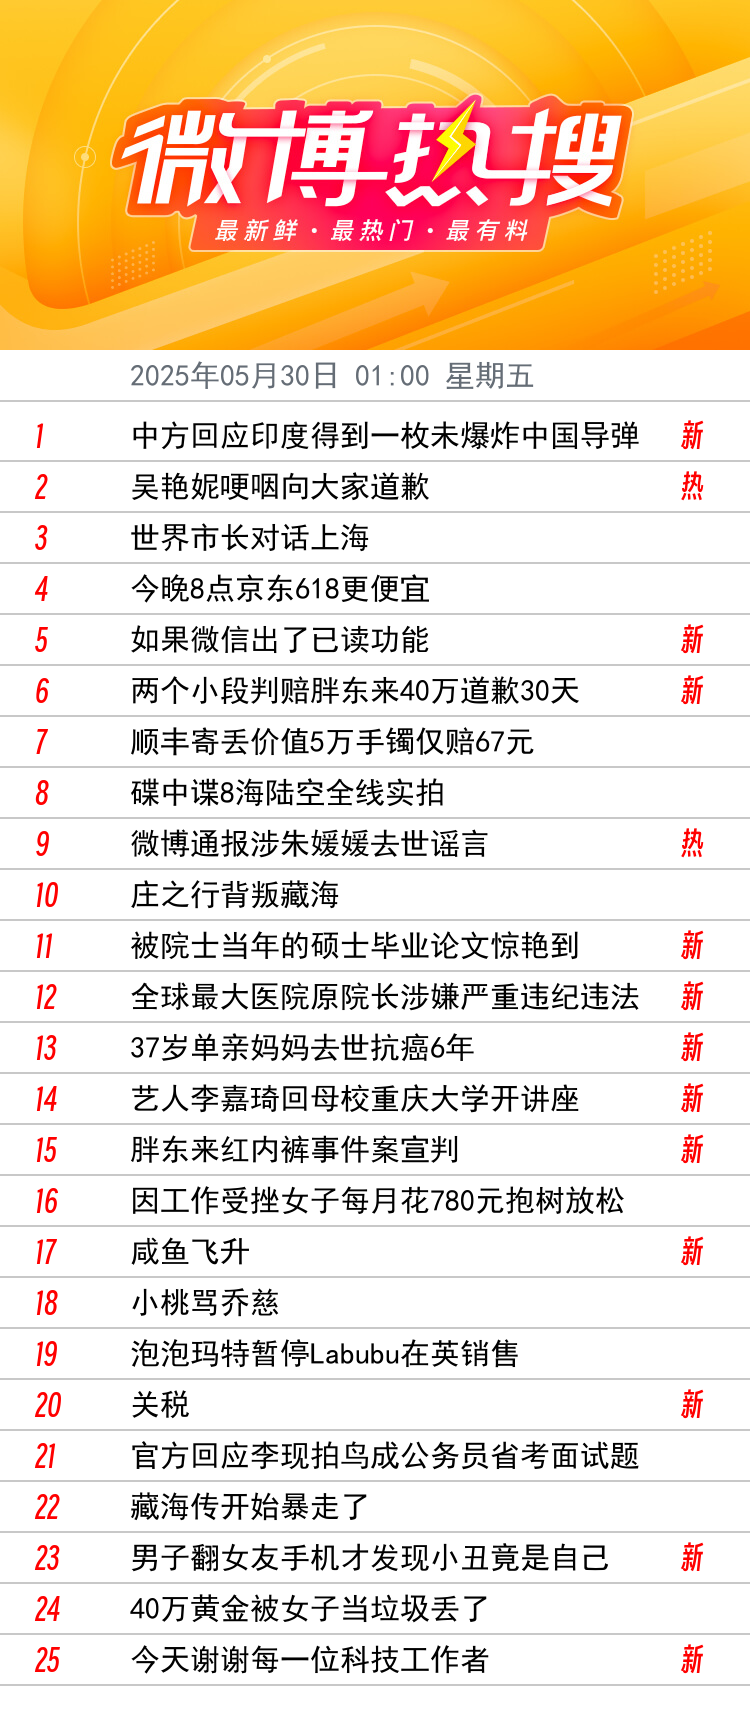 微博热搜
最新鲜·最热门·最有料
2025年05月30日 01:00 星期五
1 中方回应印度得到一枚未爆炸中国导弹 新
2 吴艳妮哽咽向大家道歉 热
3 世界市长对话上海
4 今晚8点京东618更便宜
5 如果微信出了已读功能 新
6 两个小段判赔胖东来40万道歉30天 新
7 顺丰寄丢价值5万手镯仅赔67元
8 碟中谍8海陆空全线实拍
9 微博通报涉朱媛媛去世谣言 热
10 庄之行背叛藏海
11 被院士当年的硕士毕业论文惊艳到 新
12 全球最大医院原院长涉嫌严重违纪违法 新
13 37岁单亲妈妈去世抗癌6年 新
14 艺人李嘉琦回母校重庆大学开讲座 新
15 胖东来红内裤事件案宣判 新
16 因工作受挫女子每月花780元抱树放松
17 咸鱼飞升 新
18 小桃骂乔慈
19 泡泡玛特暂停Labubu在英销售
20 关税 新
21 官方回应李现拍鸟成公务员省考面试题
22 藏海传开始暴走了
23 男子翻女友手机才发现小丑竟是自己 新
24 40万黄金被女子当垃圾丢了
25 今天谢谢每一位科技工作者 新